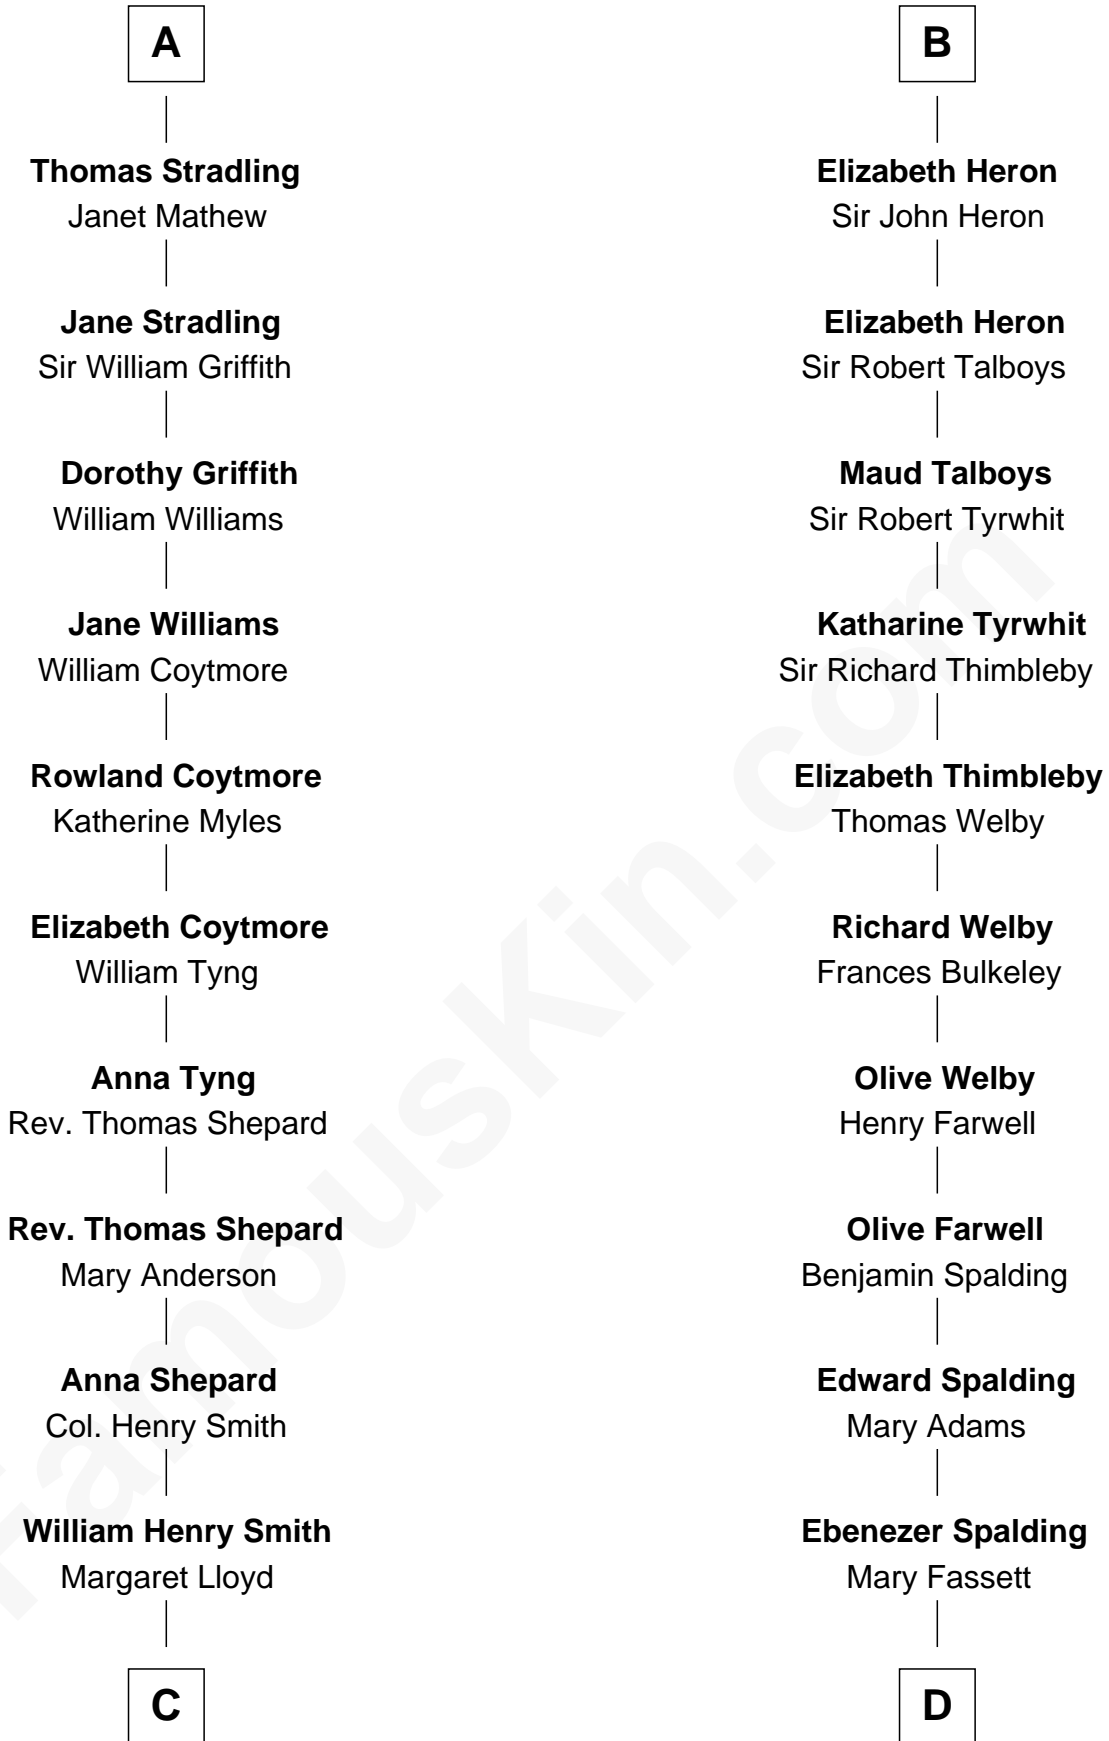 A
Thomas Stradling
Janet Mathew
Jane Stradling
Sir William Griffith
Dorothy Griffith
William Williams
Jane Williams
William Coytmore
Rowland Coytmore
Katherine Myles
Elizabeth Coytmore
William Tyng
Anna Tyng
Rev. Thomas Shepard
Rev. Thomas Shepard
Mary Anderson
Anna Shepard
Col. Henry Smith
William Henry Smith
Margaret Lloyd
C
B
Elizabeth Heron
Sir John Heron
Elizabeth Heron
Sir Robert Talboys
Maud Talboys
Sir Robert Tyrwhit
Katharine Tyrwhit
Sir Richard Thimbleby
Elizabeth Thimbleby
Thomas Welby
Richard Welby
Frances Bulkeley
Olive Welby
Henry Farwell
Olive Farwell
Benjamin Spalding
Edward Spalding
Mary Adams
Ebenezer Spalding
Mary Fassett
D
FamousKin.com